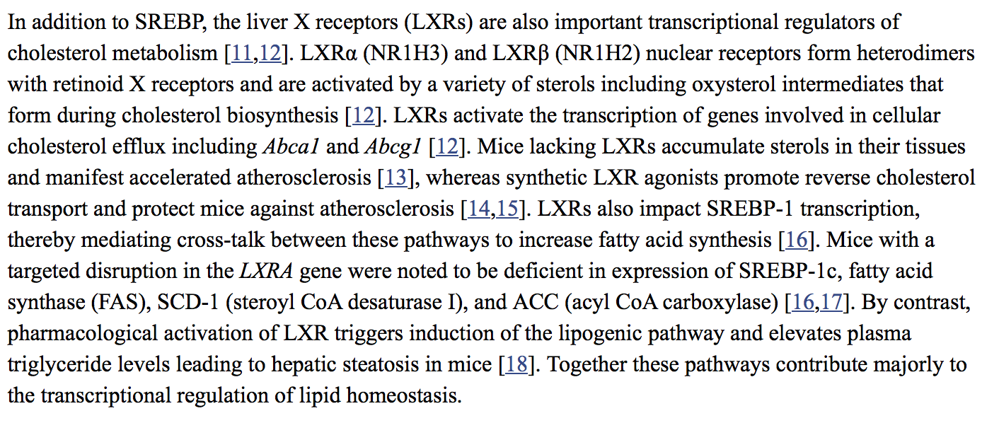 In addition to SREBP, the liver X receptors (LXRs) are also important transcriptional regulators of
cholesterol metabolism [11,12]. LXRα (NR1H3) and LXRβ (NR1H2) nuclear receptors form heterodimers
with retinoid X receptors and are activated by a variety of sterols including oxysterol intermediates that
form during cholesterol biosynthesis [12]. LXRs activate the transcription of genes involved in cellular
cholesterol efflux including Abca1 and Abcg1 [12]. Mice lacking LXRs accumulate sterols in their tissues
and manifest accelerated atherosclerosis [13], whereas synthetic LXR agonists promote reverse cholesterol
transport and protect mice against atherosclerosis [14,15]. LXRs also impact SREBP-1 transcription,
thereby mediating cross-talk between these pathways to increase fatty acid synthesis [16]. Mice with a
targeted disruption in the LXRA gene were noted to be deficient in expression of SREBP-1c, fatty acid
synthase (FAS), SCD-1 (steroyl CoA desaturase I), and ACC (acyl CoA carboxylase) [16,17]. By contrast,
pharmacological activation of LXR triggers induction of the lipogenic pathway and elevates plasma
triglyceride levels leading to hepatic steatosis in mice [18]. Together these pathways contribute majorly to
the transcriptional regulation of lipid homeostasis.